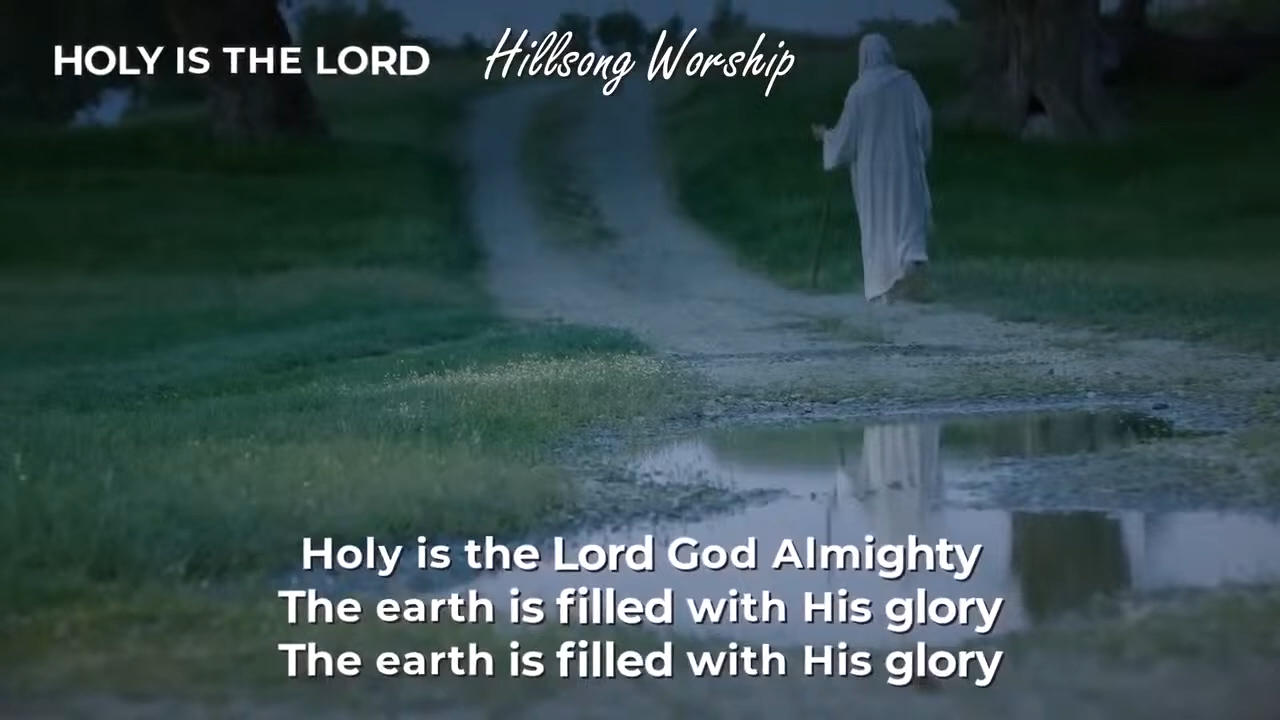 HOLY IS THE LORD Hillsong Worship
Holy is the Lord God Almighty
The earth is filled with His glory
The earth is filled with His glory